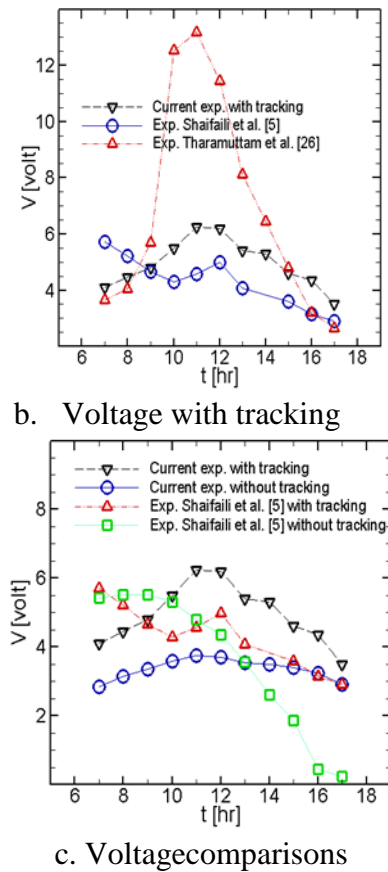 12
10
8
6
4
V [volt]
Current exp. with tracking
Exp. Shaifaili et al. [5]
Exp. Tharamuttam et al. [26]
6 8 10 12 14 16 18
t [hr]
b. Voltage with tracking
8
6
4
2
V [volt]
Current exp. with tracking
Current exp. without tracking
Exp. Shaifaili et al. [5] with tracking
Exp. Shaifaili et al. [5] without tracking
6 8 10 12 14 16 18
t [hr]
c. Voltagecomparisons